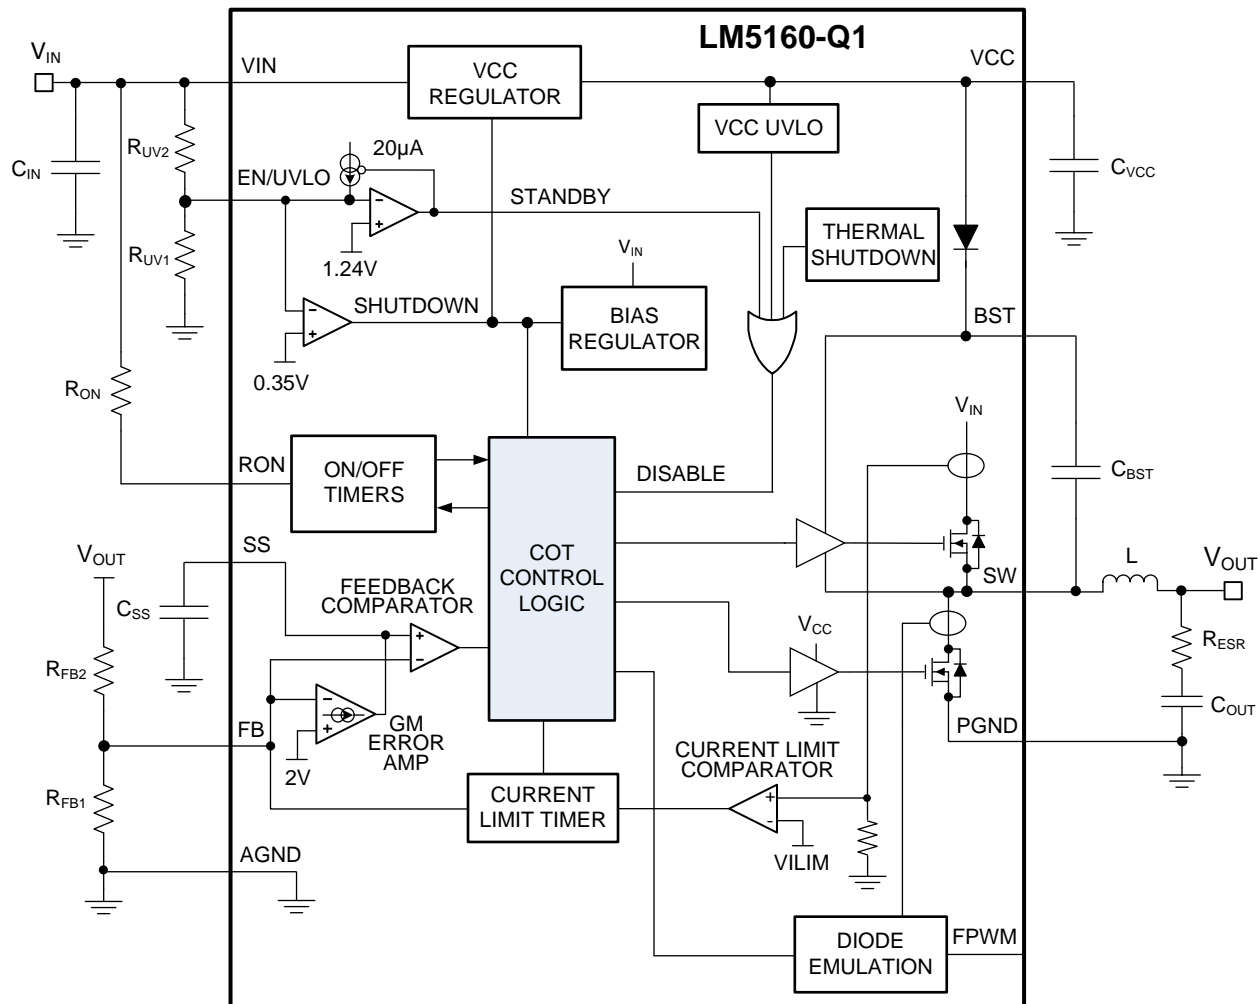 LM5160-Q1
VIN
VIN
VCC
REGULATOR
VCC
VCC UVLO
RUV2
CIN
20µA
EN/UVLO
STANDBY
CVCC
THERMAL
SHUTDOWN
RUV1
1.24V
VIN
SHUTDOWN
BIAS
REGULATOR
BST
0.35V
RON
VIN
RON
ON/OFF
TIMERS
DISABLE
CBST
COT
CONTROL
LOGIC
SS
VOUT
FEEDBACK
COMPARATOR
SW
L
VOUT
CSS
VCC
RESR
RFB2
COUT
FB
GM
ERROR
AMP
2V
PGND
CURRENT LIMIT
COMPARATOR
RFB1
CURRENT
LIMIT TIMER
VILIM
AGND
DIODE
EMULATION
FPWM